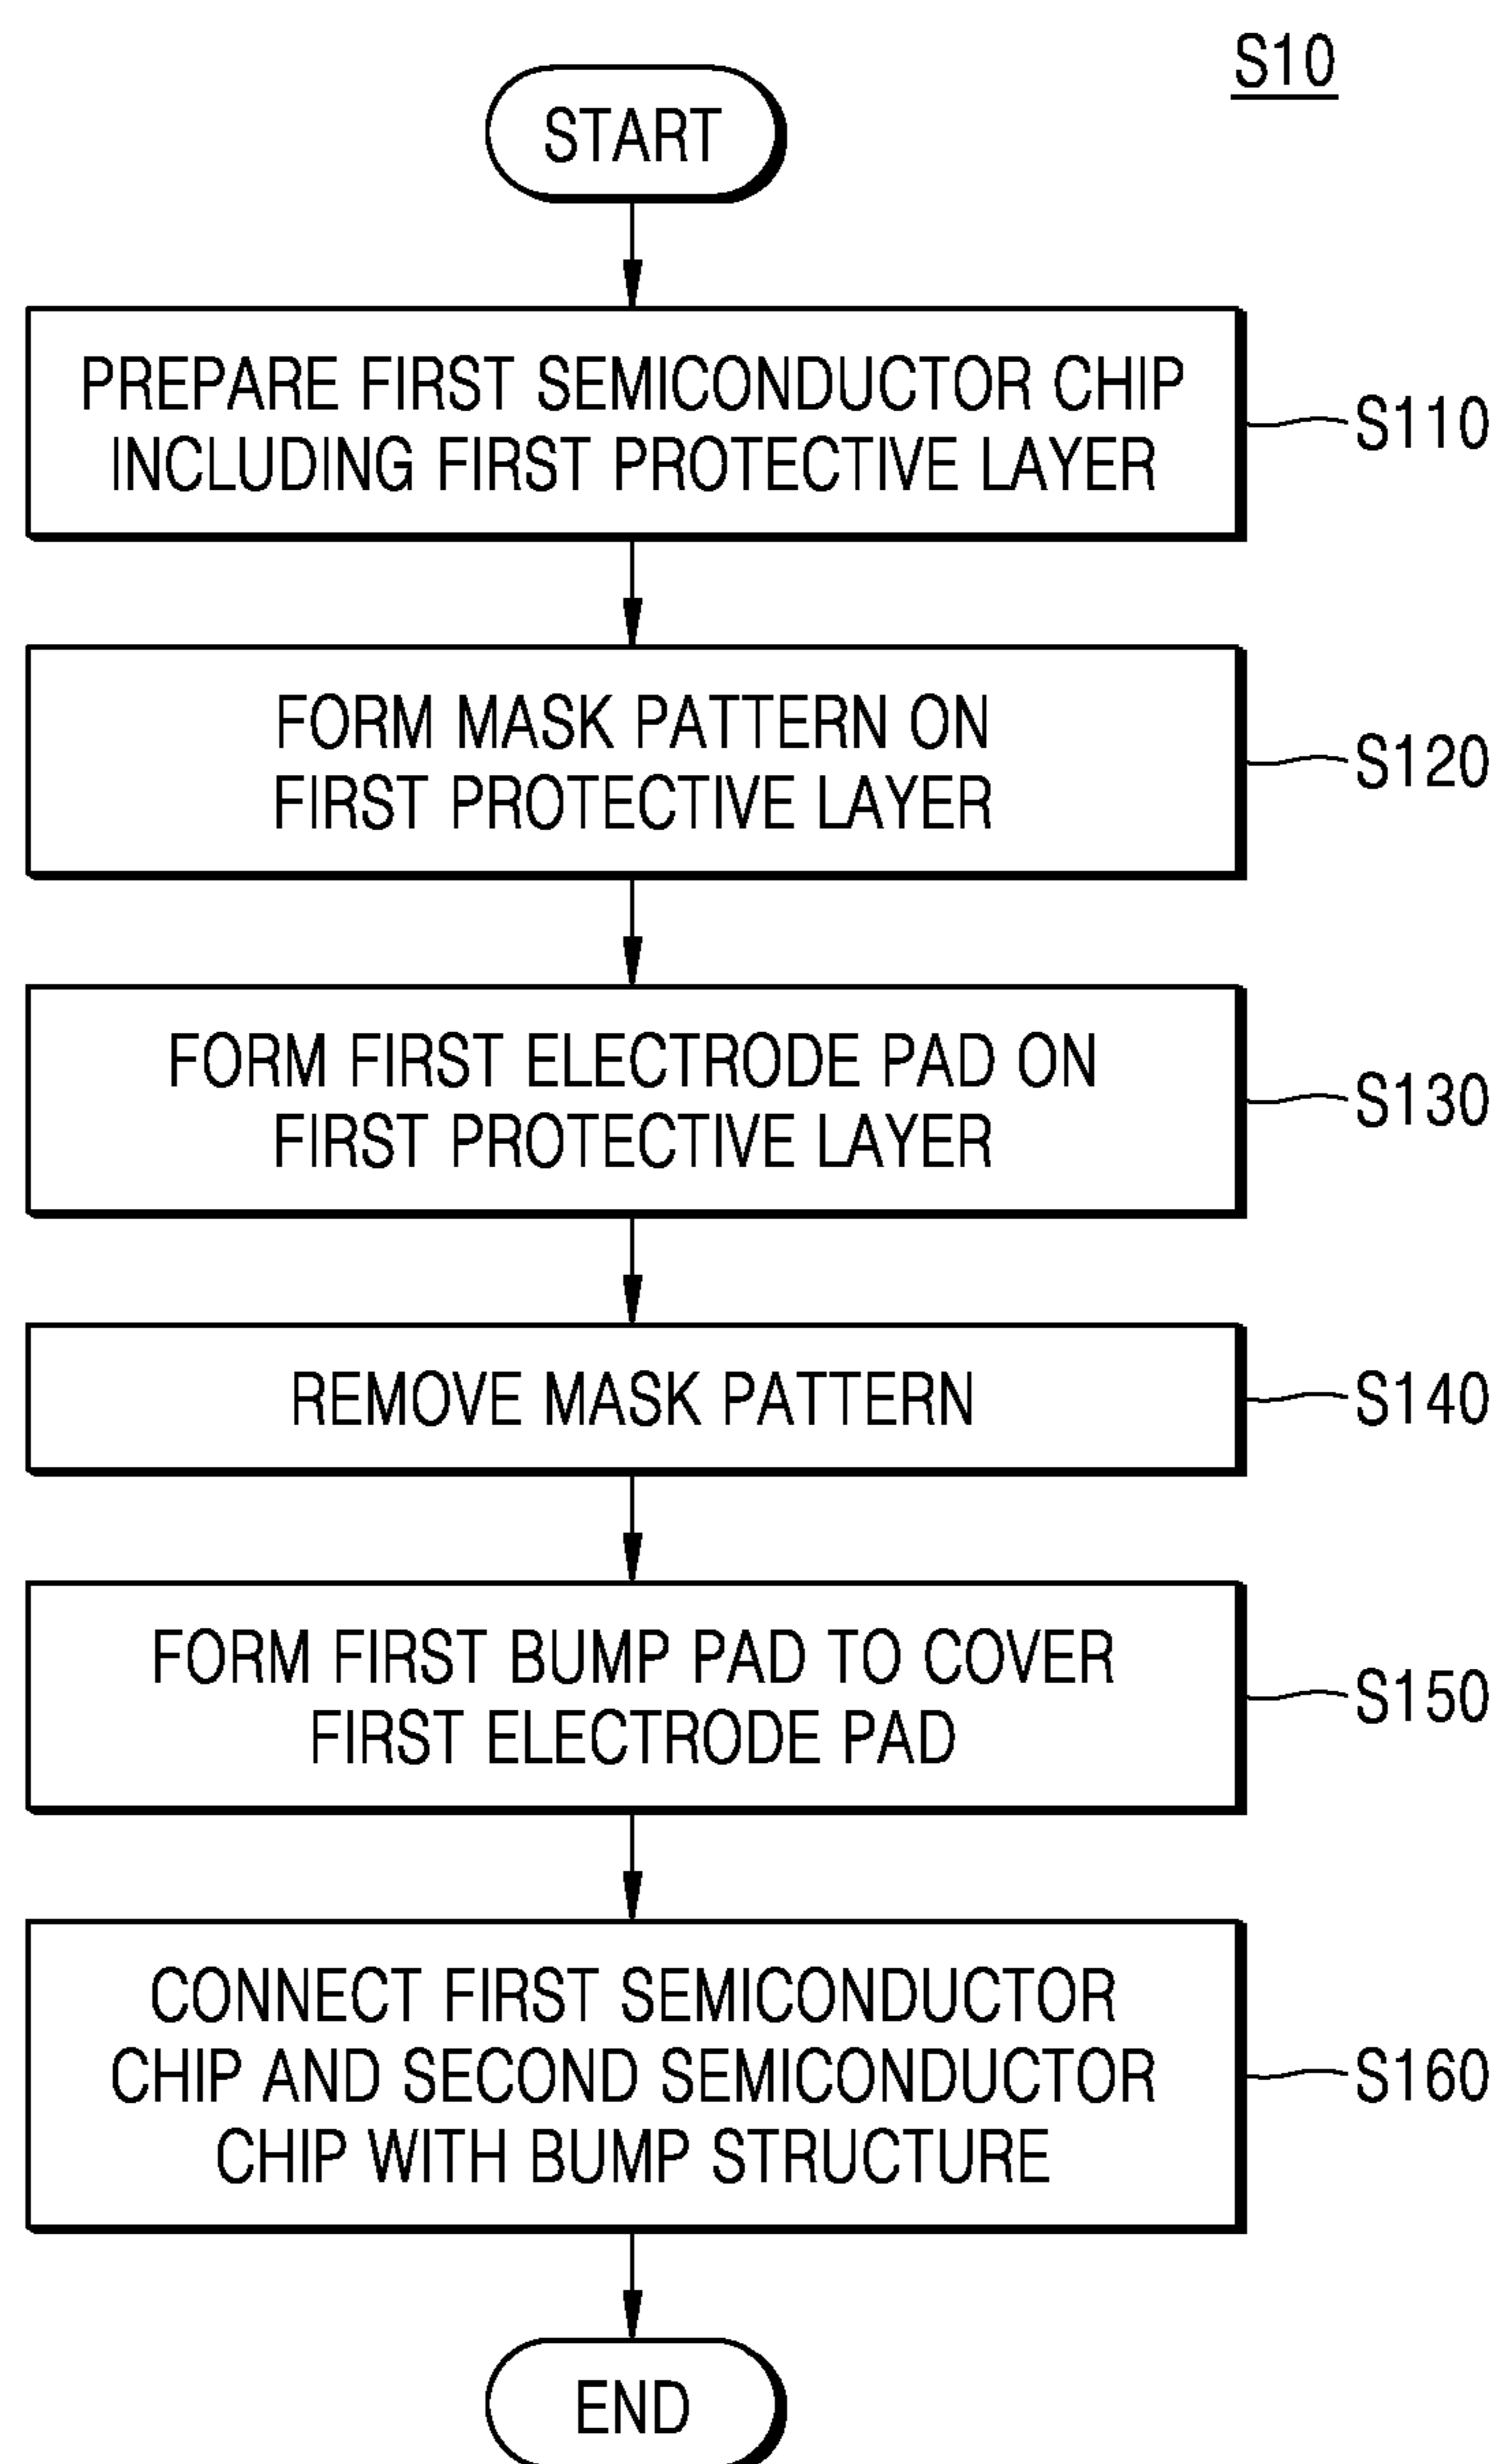 S10
START
PREPARE FIRST SEMICONDUCTOR CHIP
INCLUDING FIRST PROTECTIVE LAYER
S110
FORM MASK PATTERN ON
FIRST PROTECTIVE LAYER
S120
FORM FIRST ELECTRODE PAD ON
FIRST PROTECTIVE LAYER
S130
REMOVE MASK PATTERN
S140
FORM FIRST BUMP PAD TO COVER
FIRST ELECTRODE PAD
S150
CONNECT FIRST SEMICONDUCTOR
CHIP AND SECOND SEMICONDUCTOR
CHIP WITH BUMP STRUCTURE
S160
END